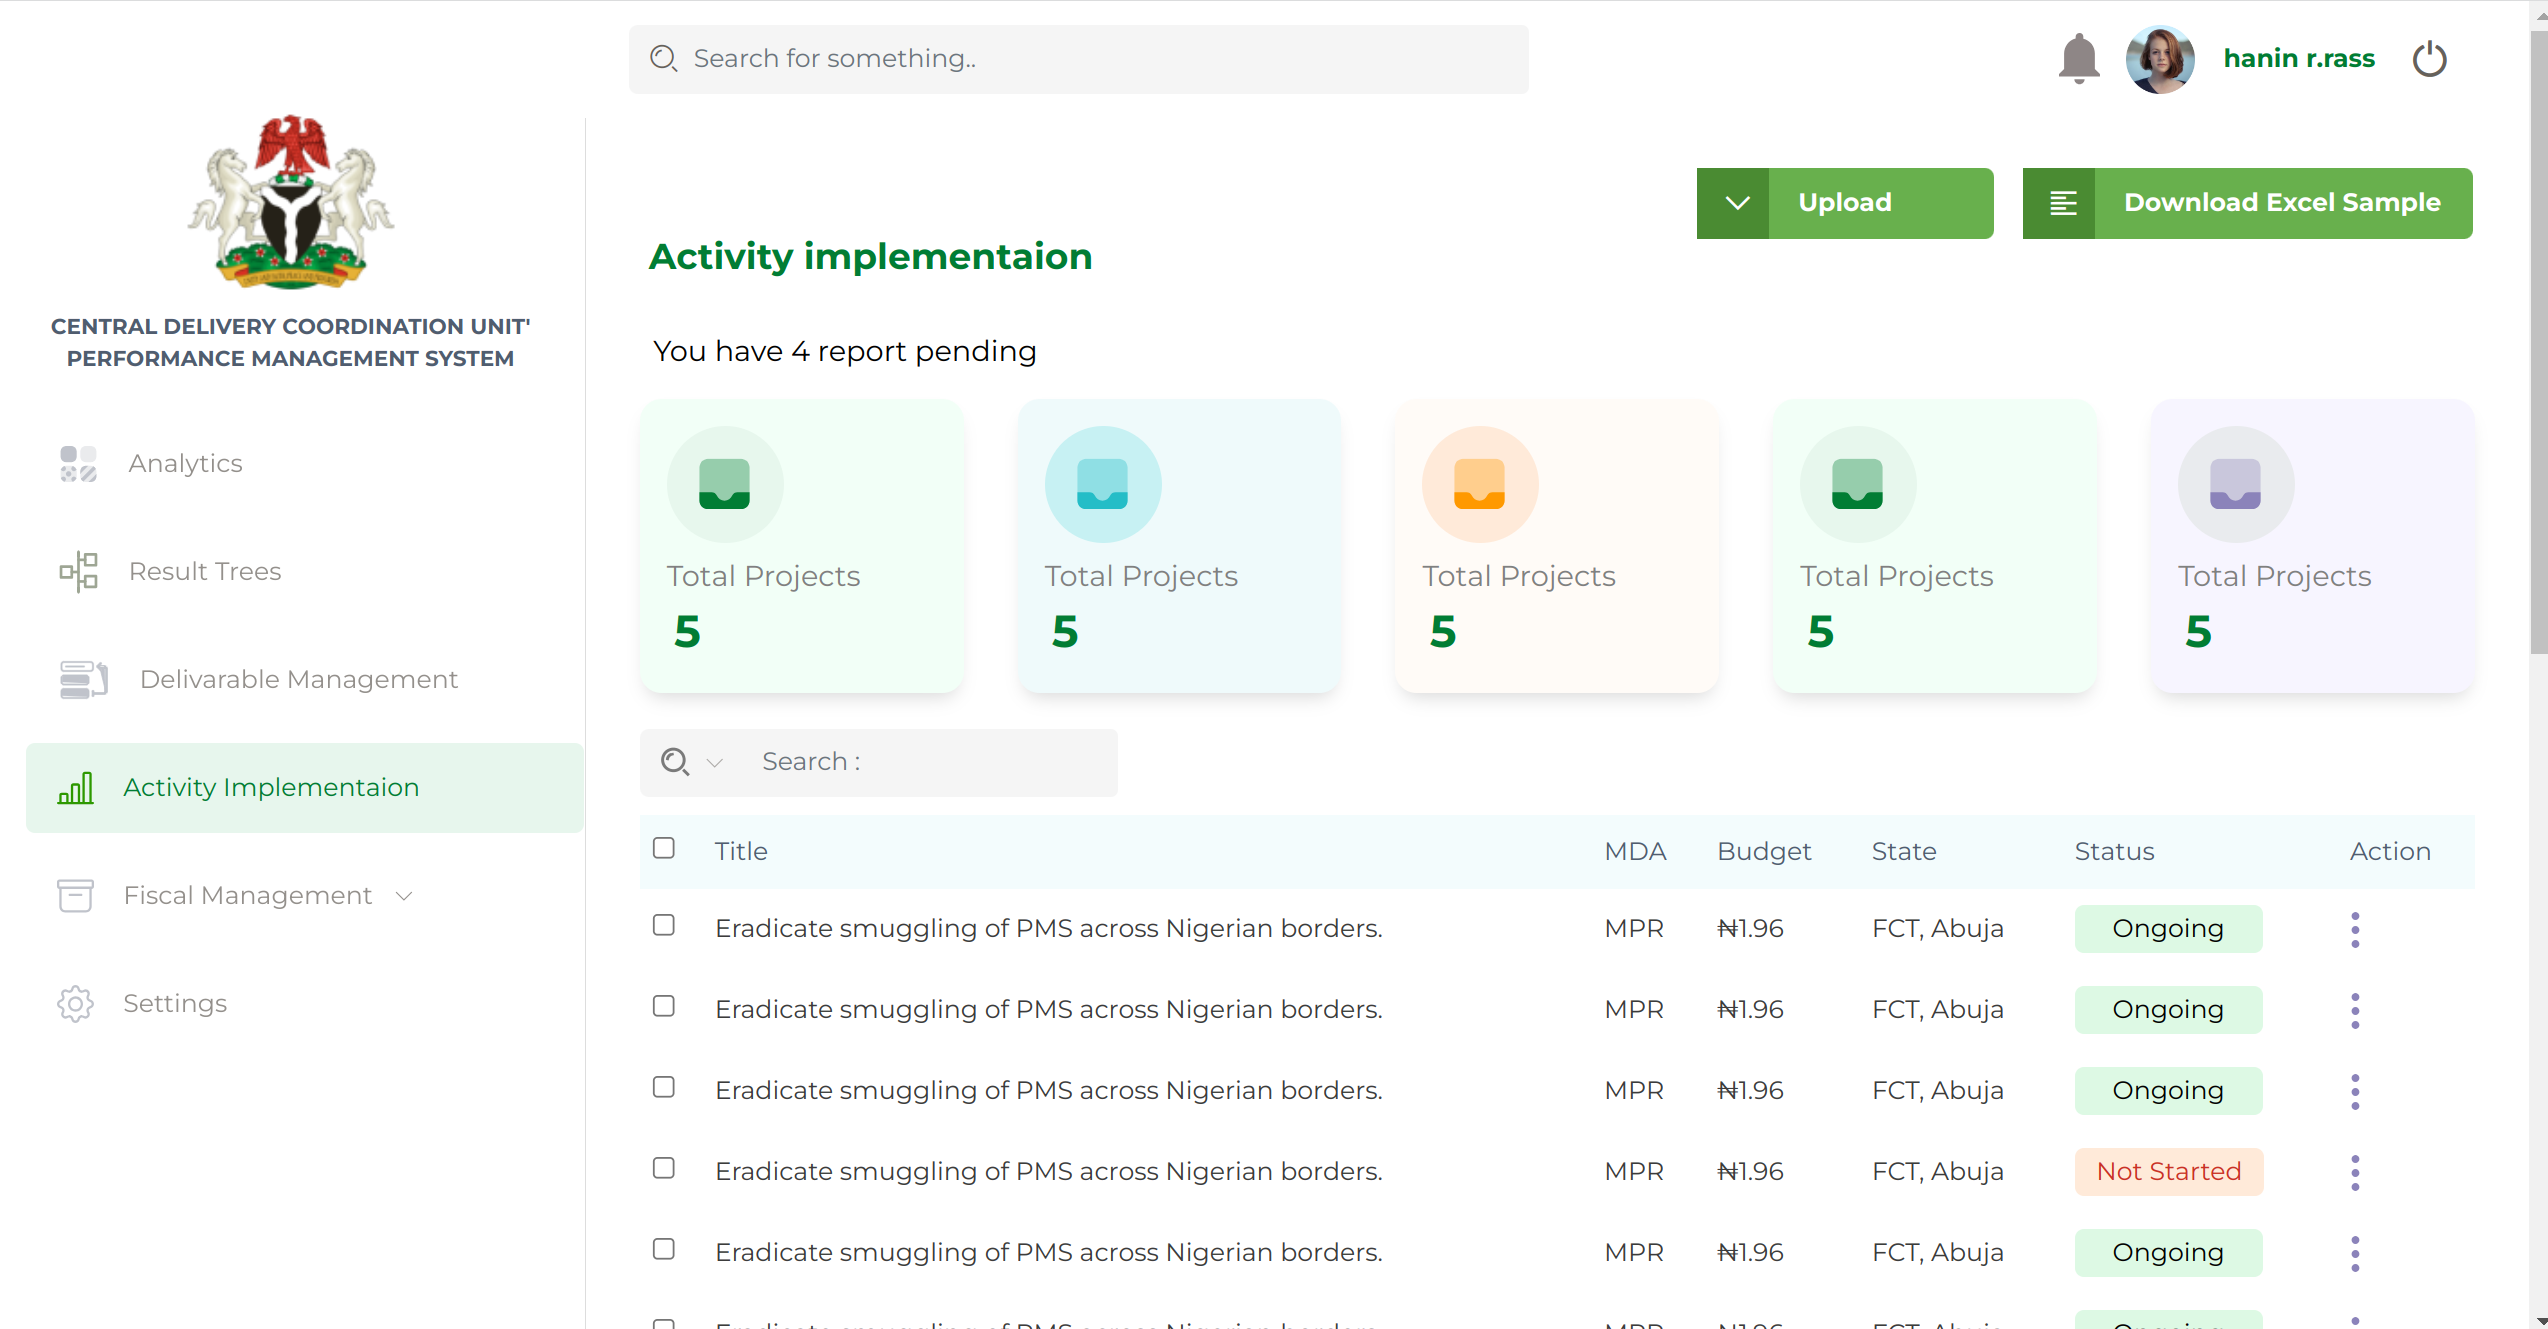 Search for something..
hanin r.rass
CENTRAL DELIVERY COORDINATION UNIT'
PERFORMANCE MANAGEMENT SYSTEM
Analytics
Result Trees
Delivarable Management
Activity Implementaion
Fiscal Management
Settings
Upload
Download Excel Sample
Activity implementaion
You have 4 report pending
Total Projects
5
Total Projects
5
Total Projects
5
Total Projects
5
Total Projects
5
Search :
Title MDA Budget State Status Action
Eradicate smuggling of PMS across Nigerian borders. MPR ₦1.96 FCT, Abuja Ongoing
Eradicate smuggling of PMS across Nigerian borders. MPR ₦1.96 FCT, Abuja Ongoing
Eradicate smuggling of PMS across Nigerian borders. MPR ₦1.96 FCT, Abuja Ongoing
Eradicate smuggling of PMS across Nigerian borders. MPR ₦1.96 FCT, Abuja Not Started
Eradicate smuggling of PMS across Nigerian borders. MPR ₦1.96 FCT, Abuja Ongoing